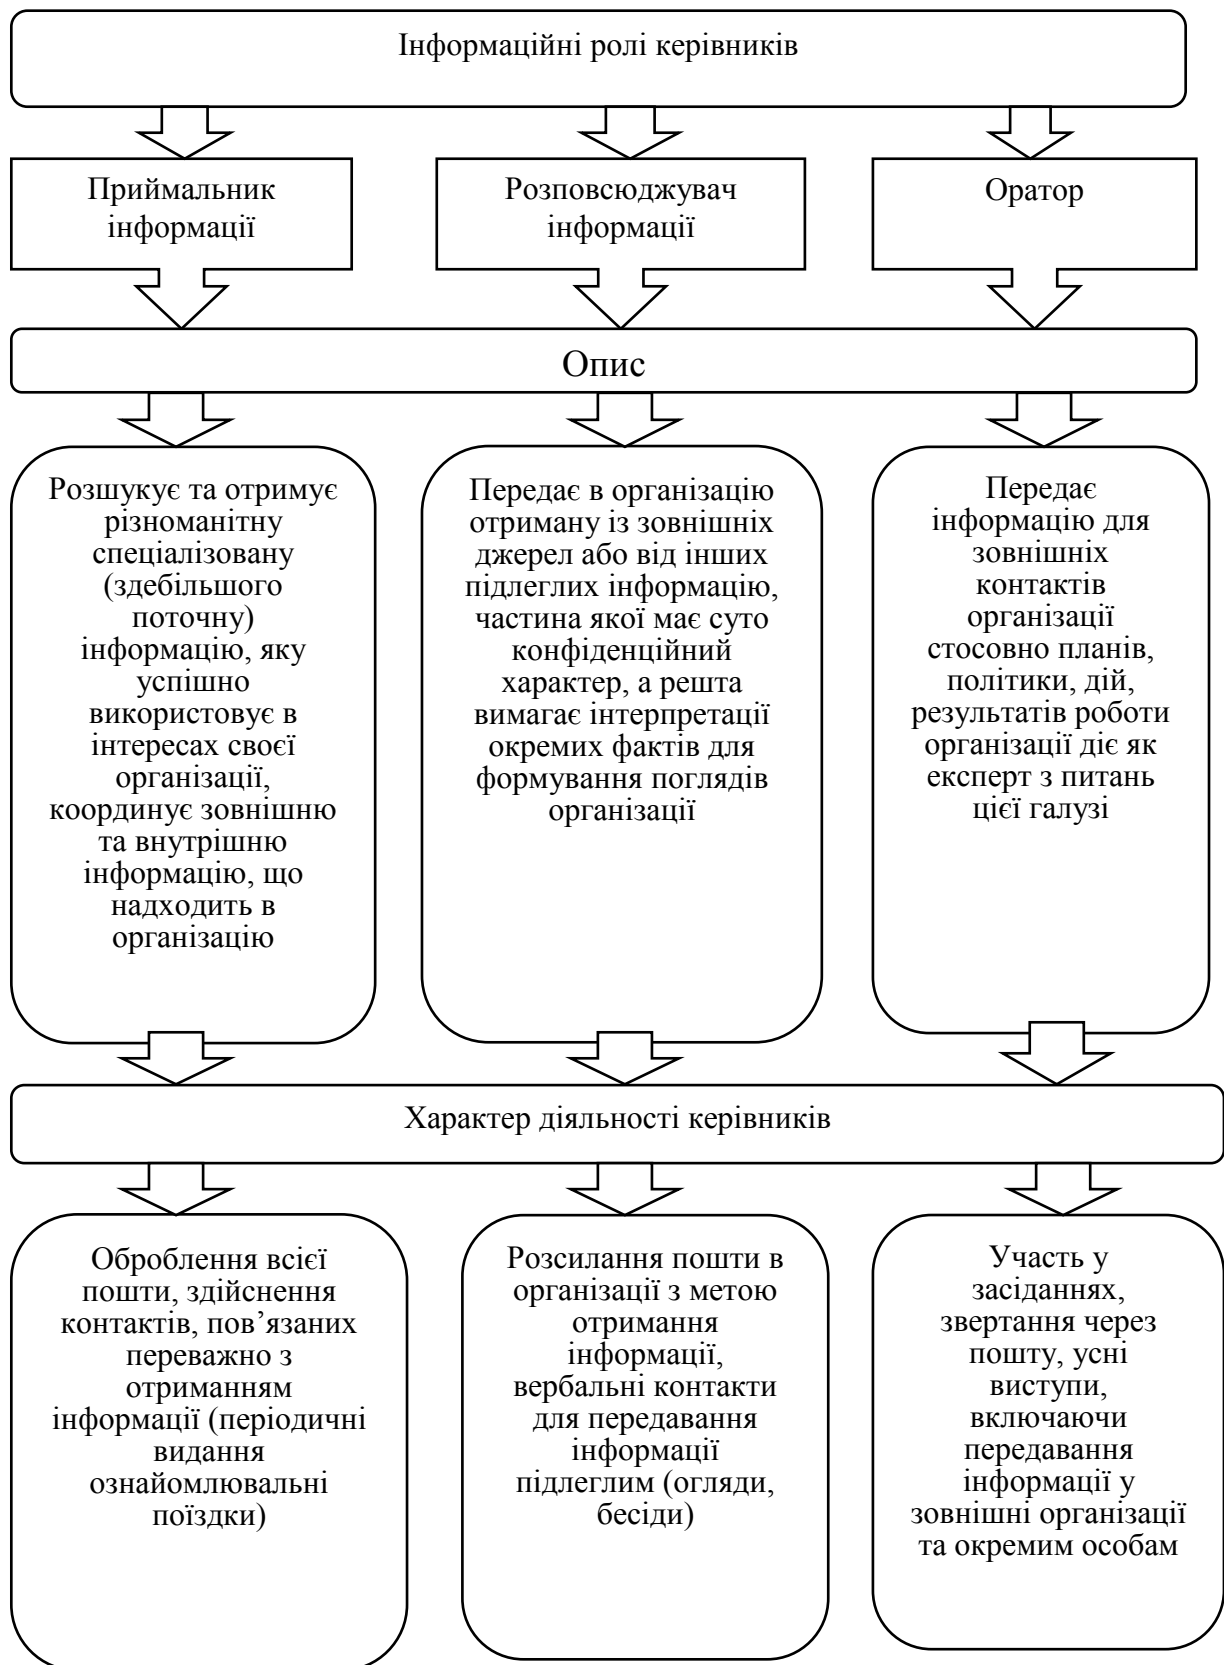 Інформаційні ролі керівників
Приймальник
інформації
Розповсюджувач
інформації
Оратор
Опис
Розшукує та отримує
різноманітну
спеціалізовану
(здебільшого
поточну)
інформацію, яку
успішно
використовує в
інтересах своєї
організації,
координує зовнішню
та внутрішню
інформацію, що
надходить в
організацію
Передає в організацію
отриману із зовнішніх
джерел або від інших
підлеглих інформацію,
частина якої має суто
конфіденційний
характер, а решта
вимагає інтерпретації
окремих фактів для
формування поглядів
організації
Передає
інформацію для
зовнішніх
контактів
організації
стосовно планів,
політики, дій,
результатів роботи
організації діє як
експерт з питань
цієї галузі
Характер діяльності керівників
Оброблення всієї
пошти, здійснення
контактів, пов’язаних
переважно з
отриманням
інформації (періодичні
видання
ознайомлювальні
поїздки)
Розсилання пошти в
організації з метою
отримання
інформації,
вербальні контакти
для передавання
інформації
підлеглим (огляди,
бесіди)
Участь у
засіданнях,
звертання через
пошту, усні
виступи,
включаючи
передавання
інформації у
зовнішні організації
та окремим особам